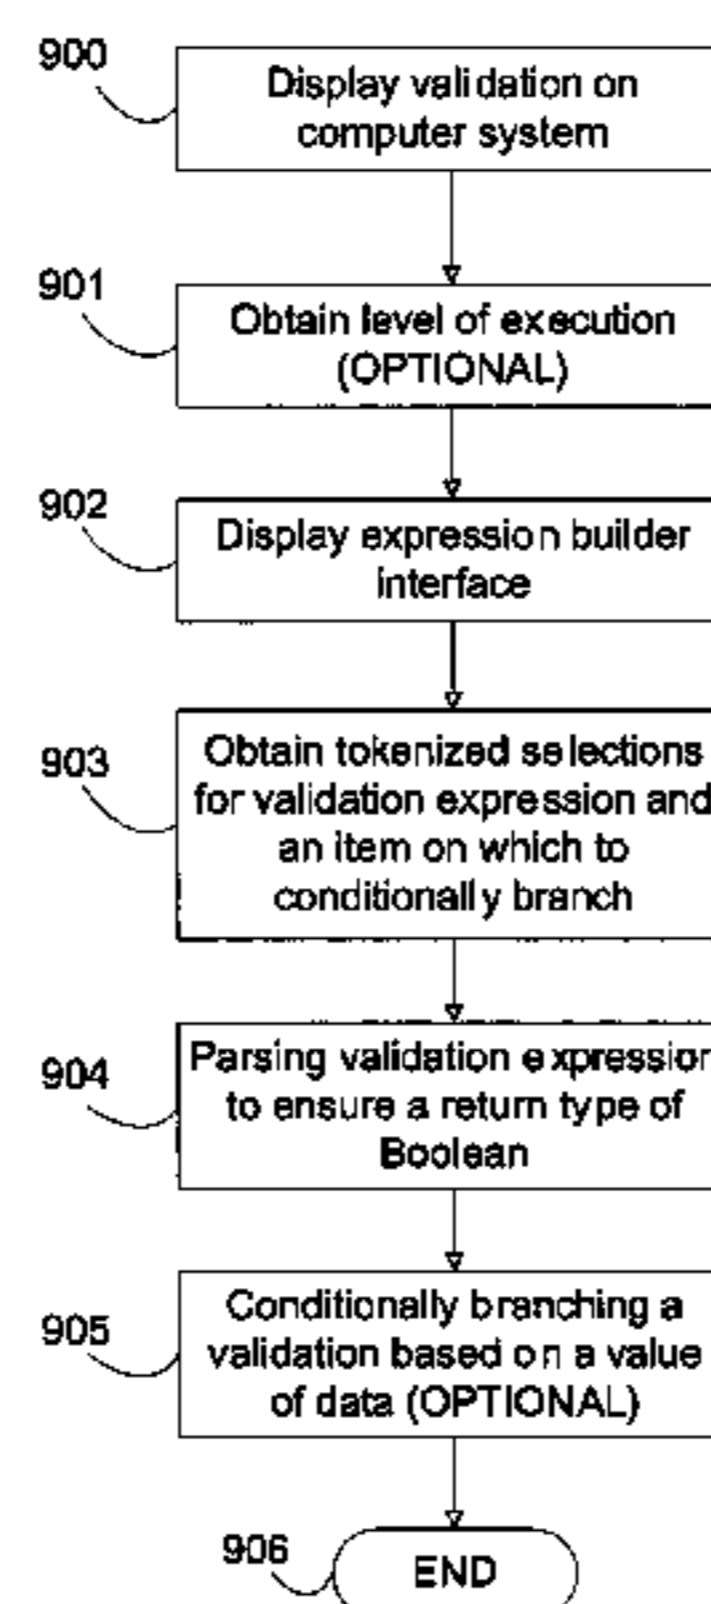 900
Display validation on
computer system
901
Obtain level of execution
(OPTIONAL)
902
Display expression builder
interface
903
Obtain tokenized selections
for validation expression and
an item on which to
conditionally branch
904
Parsing validation expression
to ensure a return type of
Boolean
905
Conditionally branching a
validation based on a value
of data (OPTIONAL)
906
END